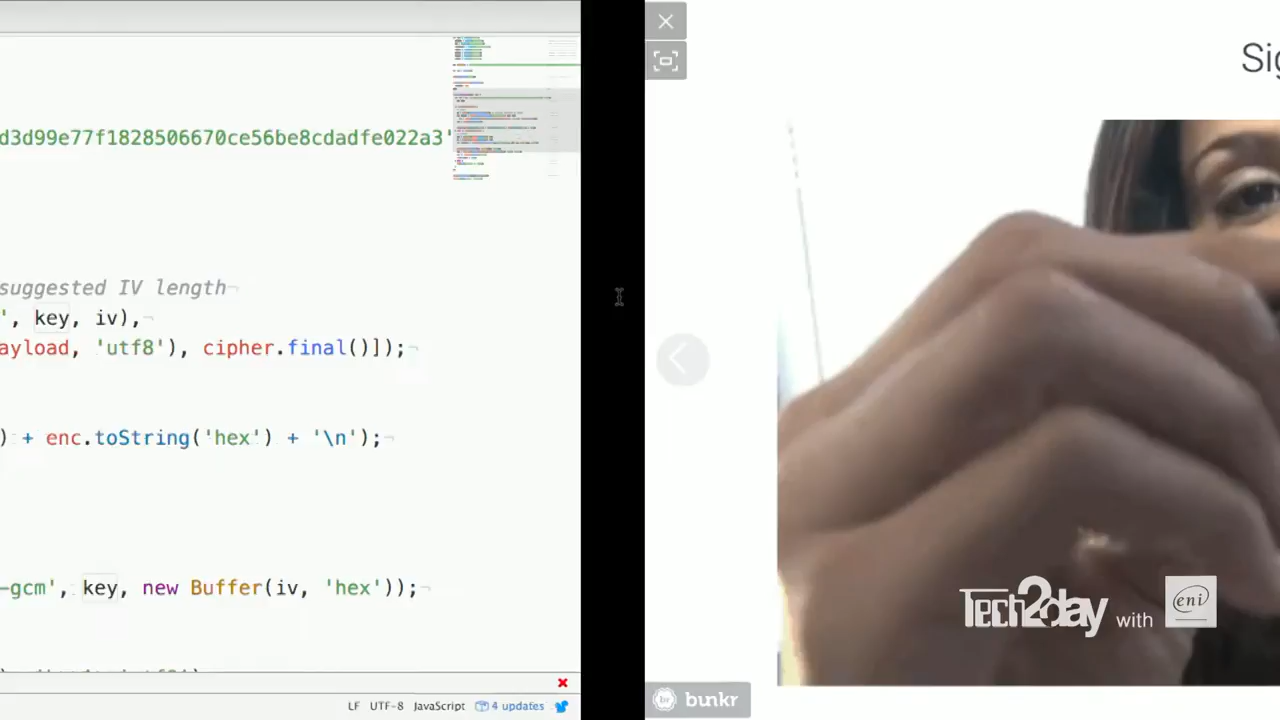 d3d99e77f1828506670ce56be8cdadfe022a3'
suggested IV length
', key, iv),
ayload, 'utf8'), cipher.final()]);
) + enc.toString('hex') + '\n');
-gcm', key, new Buffer(iv, 'hex'));
LF UTF-8 JavaScript 4 updates
Sig
Tech2day with eni
br bunkr